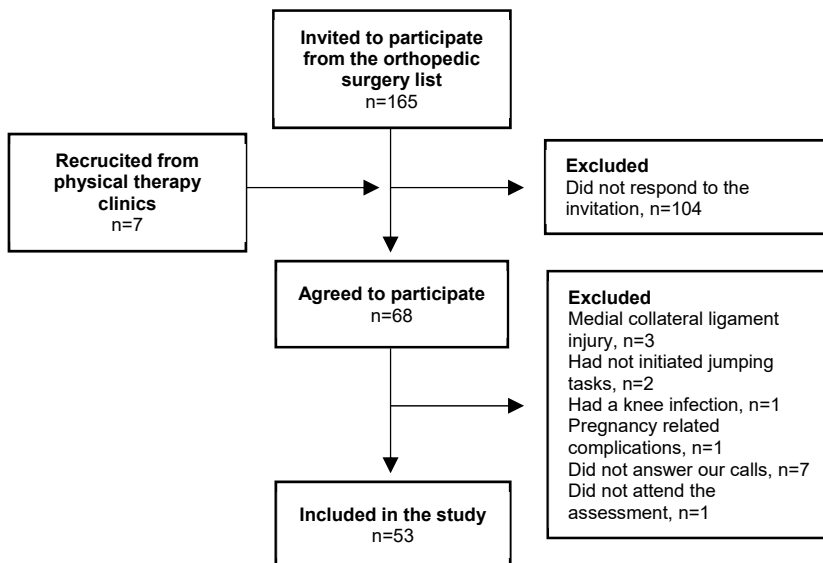 Invited to participate
from the orthopedic
surgery list
n=165
Recrucited from
physical therapy
clinics
n=7
Excluded
Did not respond to the
invitation, n=104
Agreed to participate
n=68
Excluded
Medial collateral ligament
injury, n=3
Had not initiated jumping
tasks, n=2
Had a knee infection, n=1
Pregnancy related
complications, n=1
Did not answer our calls, n=7
Did not attend the
assessment, n=1
Included in the study
n=53